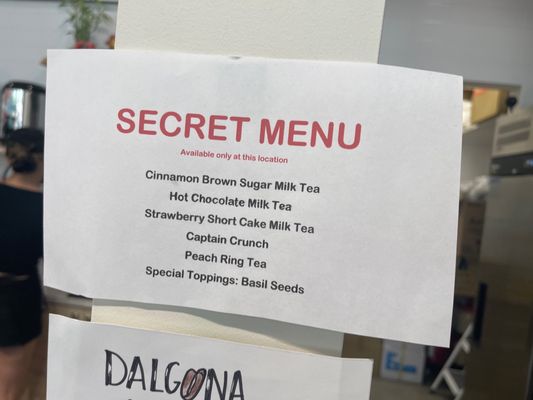 SECRET MENU
Available only at this location
Cinnamon Brown Sugar Milk Tea
Hot Chocolate Milk Tea
Strawberry Short Cake Milk Tea
Captain Crunch
Peach Ring Tea
Special Toppings: Basil Seeds
DALGONA